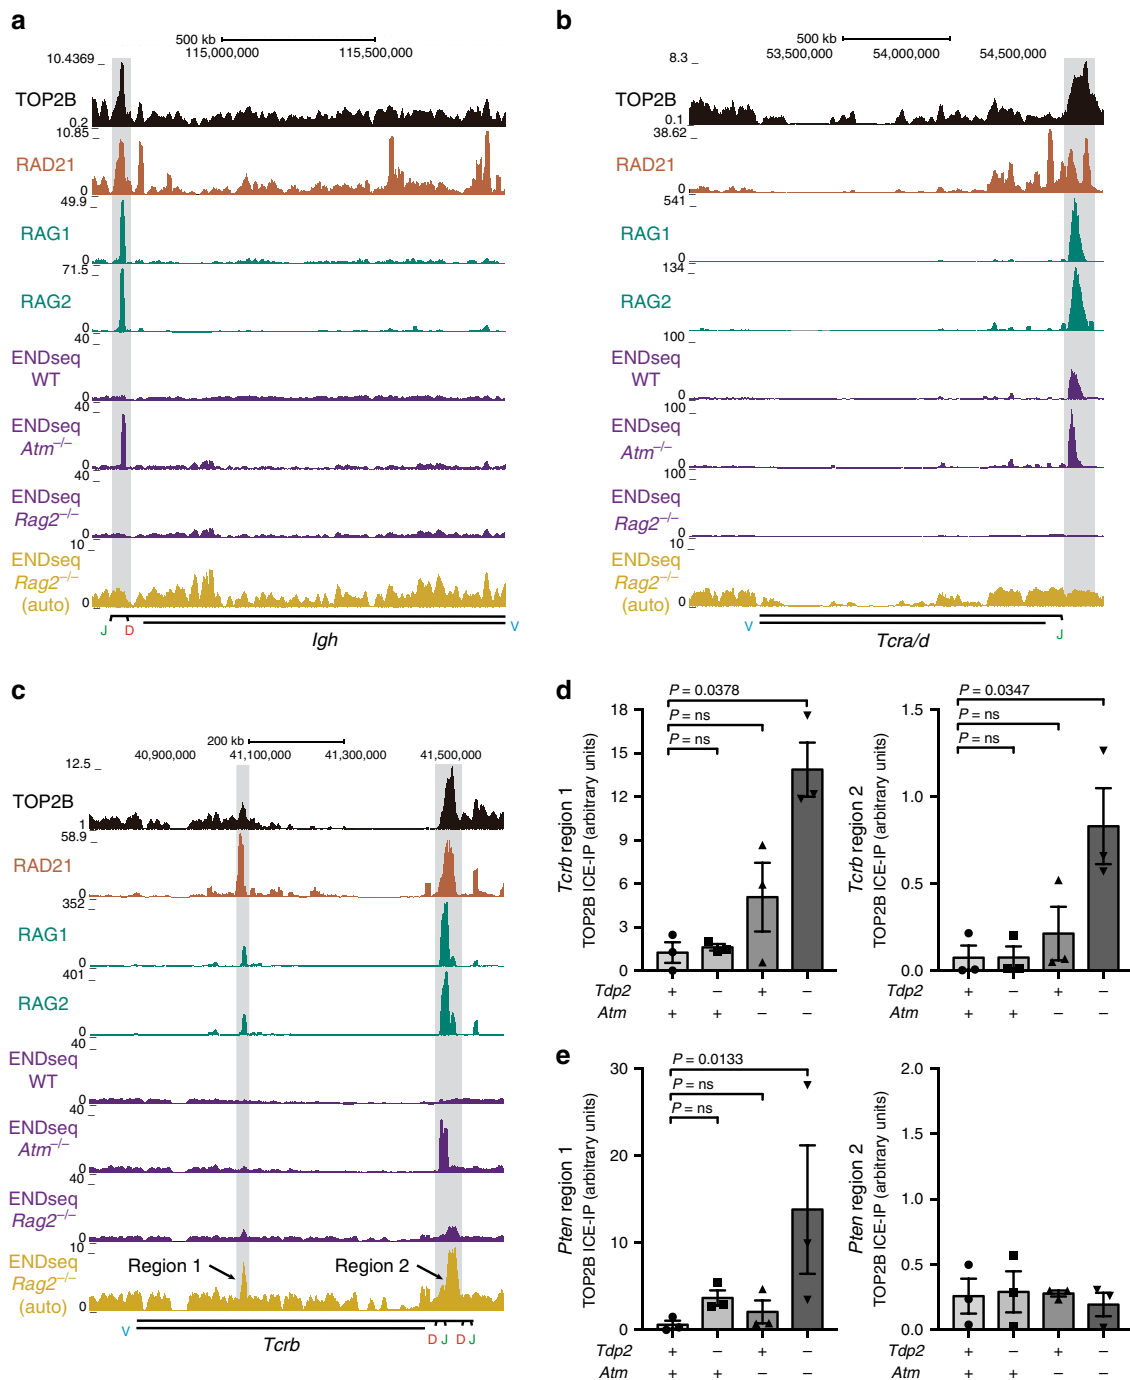 a
500 kb
115,000,000 115,500,000
10.4369
TOP2B
0.2
10.85
RAD21
0
49.9
RAG1
0
71.5
RAG2
0
40
ENDseq
WT
0
40
ENDseq
Atm–/–
0
40
ENDseq
Rag2–/–
0
10
ENDseq
Rag2–/–
(auto)
0
J D V
Igh
b
500 kb
53,500,000 54,000,000 54,500,000
8.3
TOP2B
0.1
38.62
RAD21
0
541
RAG1
0
134
RAG2
0
100
ENDseq
WT
0
100
ENDseq
Atm–/–
0
100
ENDseq
Rag2–/–
0
10
ENDseq
Rag2–/–
(auto)
0
V J
Tcra/d
c
200 kb
40,900,000 41,100,000 41,300,000 41,500,000
12.5
TOP2B
1
58.9
RAD21
0
352
RAG1
0
401
RAG2
0
40
ENDseq
WT
0
40
ENDseq
Atm–/–
0
40
ENDseq
Rag2–/–
0
10
ENDseq
Rag2–/–
(auto)
0
Region 1 Region 2
V D J D J
Tcrb
d
Tcrb region 1
TOP2B ICE-IP (arbitrary units)
18
15
12
9
6
3
0
P = 0.0378
P = ns
P = ns
Tdp2 + – + –
Atm + + – –
Tcrb region 2
TOP2B ICE-IP (arbitrary units)
1.5
1.0
0.5
0.0
P = 0.0347
P = ns
P = ns
Tdp2 + – + –
Atm + + – –
e
Pten region 1
TOP2B ICE-IP (arbitrary units)
30
20
10
0
P = 0.0133
P = ns
P = ns
Tdp2 + – + –
Atm + + – –
Pten region 2
TOP2B ICE-IP (arbitrary units)
2.0
1.5
1.0
0.5
0.0
Tdp2 + – + –
Atm + + – –